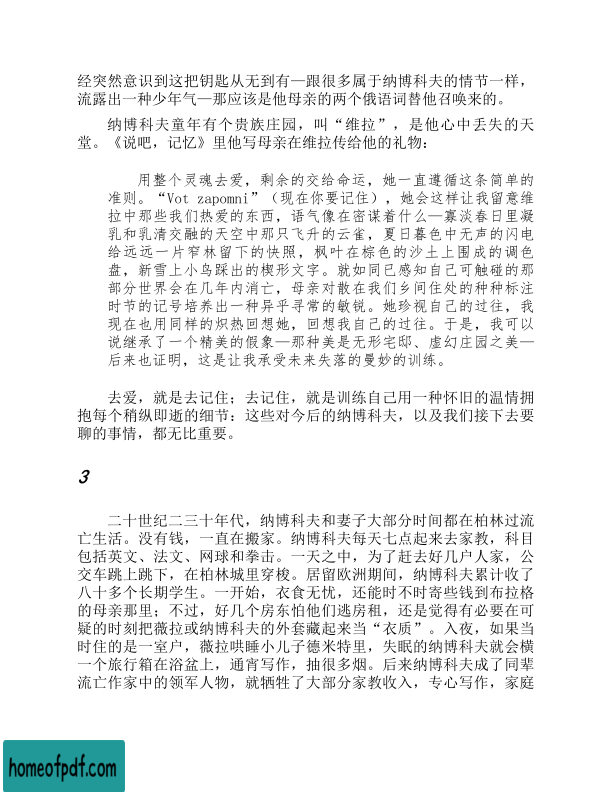 经突然意识到这把钥匙从无到有—跟很多属于纳博科夫的情节一样，
流露出一种少年气—那应该是他母亲的两个俄语词替他召唤来的。
纳博科夫童年有个贵族庄园，叫“维拉”，是他心中丢失的天
堂。《说吧，记忆》里他写母亲在维拉传给他的礼物：
用整个灵魂去爱，剩余的交给命运，她一直遵循这条简单的
准则。“Vot zapomni”（现在你要记住），她会这样让我留意维
拉中那些我们热爱的东西，语气像在密谋着什么—寡淡春日里凝
乳和乳清交融的天空中那只飞升的云雀，夏日暮色中无声的闪电
给远远一片窄林留下的快照，枫叶在棕色的沙土上围成的调色
盘，新雪上小鸟踩出的楔形文字。就如同已感知自己可触碰的那
部分世界会在几年内消亡，母亲对散在我们乡间住处的种种标注
时节的记号培养出一种异乎寻常的敏锐。她珍视自己的过往，我
现在也用同样的炽热回想她，回想我自己的过往。于是，我可以
说继承了一个精美的假象—那种美是无形宅邸、虚幻庄园之美—
后来也证明，这是让我承受未来失落的曼妙的训练。
去爱，就是去记住；去记住，就是训练自己用一种怀旧的温情拥
抱每个稍纵即逝的细节：这些对今后的纳博科夫，以及我们接下去要
聊的事情，都无比重要。
3
二十世纪二三十年代，纳博科夫和妻子大部分时间都在柏林过流
亡生活。没有钱，一直在搬家。纳博科夫每天七点起来去家教，科目
包括英文、法文、网球和拳击。一天之中，为了赶去好几户人家，公
交车跳上跳下，在柏林城里穿梭。居留欧洲期间，纳博科夫累计收了
八十多个长期学生。一开始，衣食无忧，还能时不时寄些钱到布拉格
的母亲那里；不过，好几个房东怕他们逃房租，还是觉得有必要在可
疑的时刻把薇拉或纳博科夫的外套藏起来当“衣质”。入夜，如果当
时住的是一室户，薇拉哄睡小儿子德米特里，失眠的纳博科夫就会横
一个旅行箱在浴盆上，通宵写作，抽很多烟。后来纳博科夫成了同辈
流亡作家中的领军人物，就牺牲了大部分家教收入，专心写作，家庭
homeofpdf.com